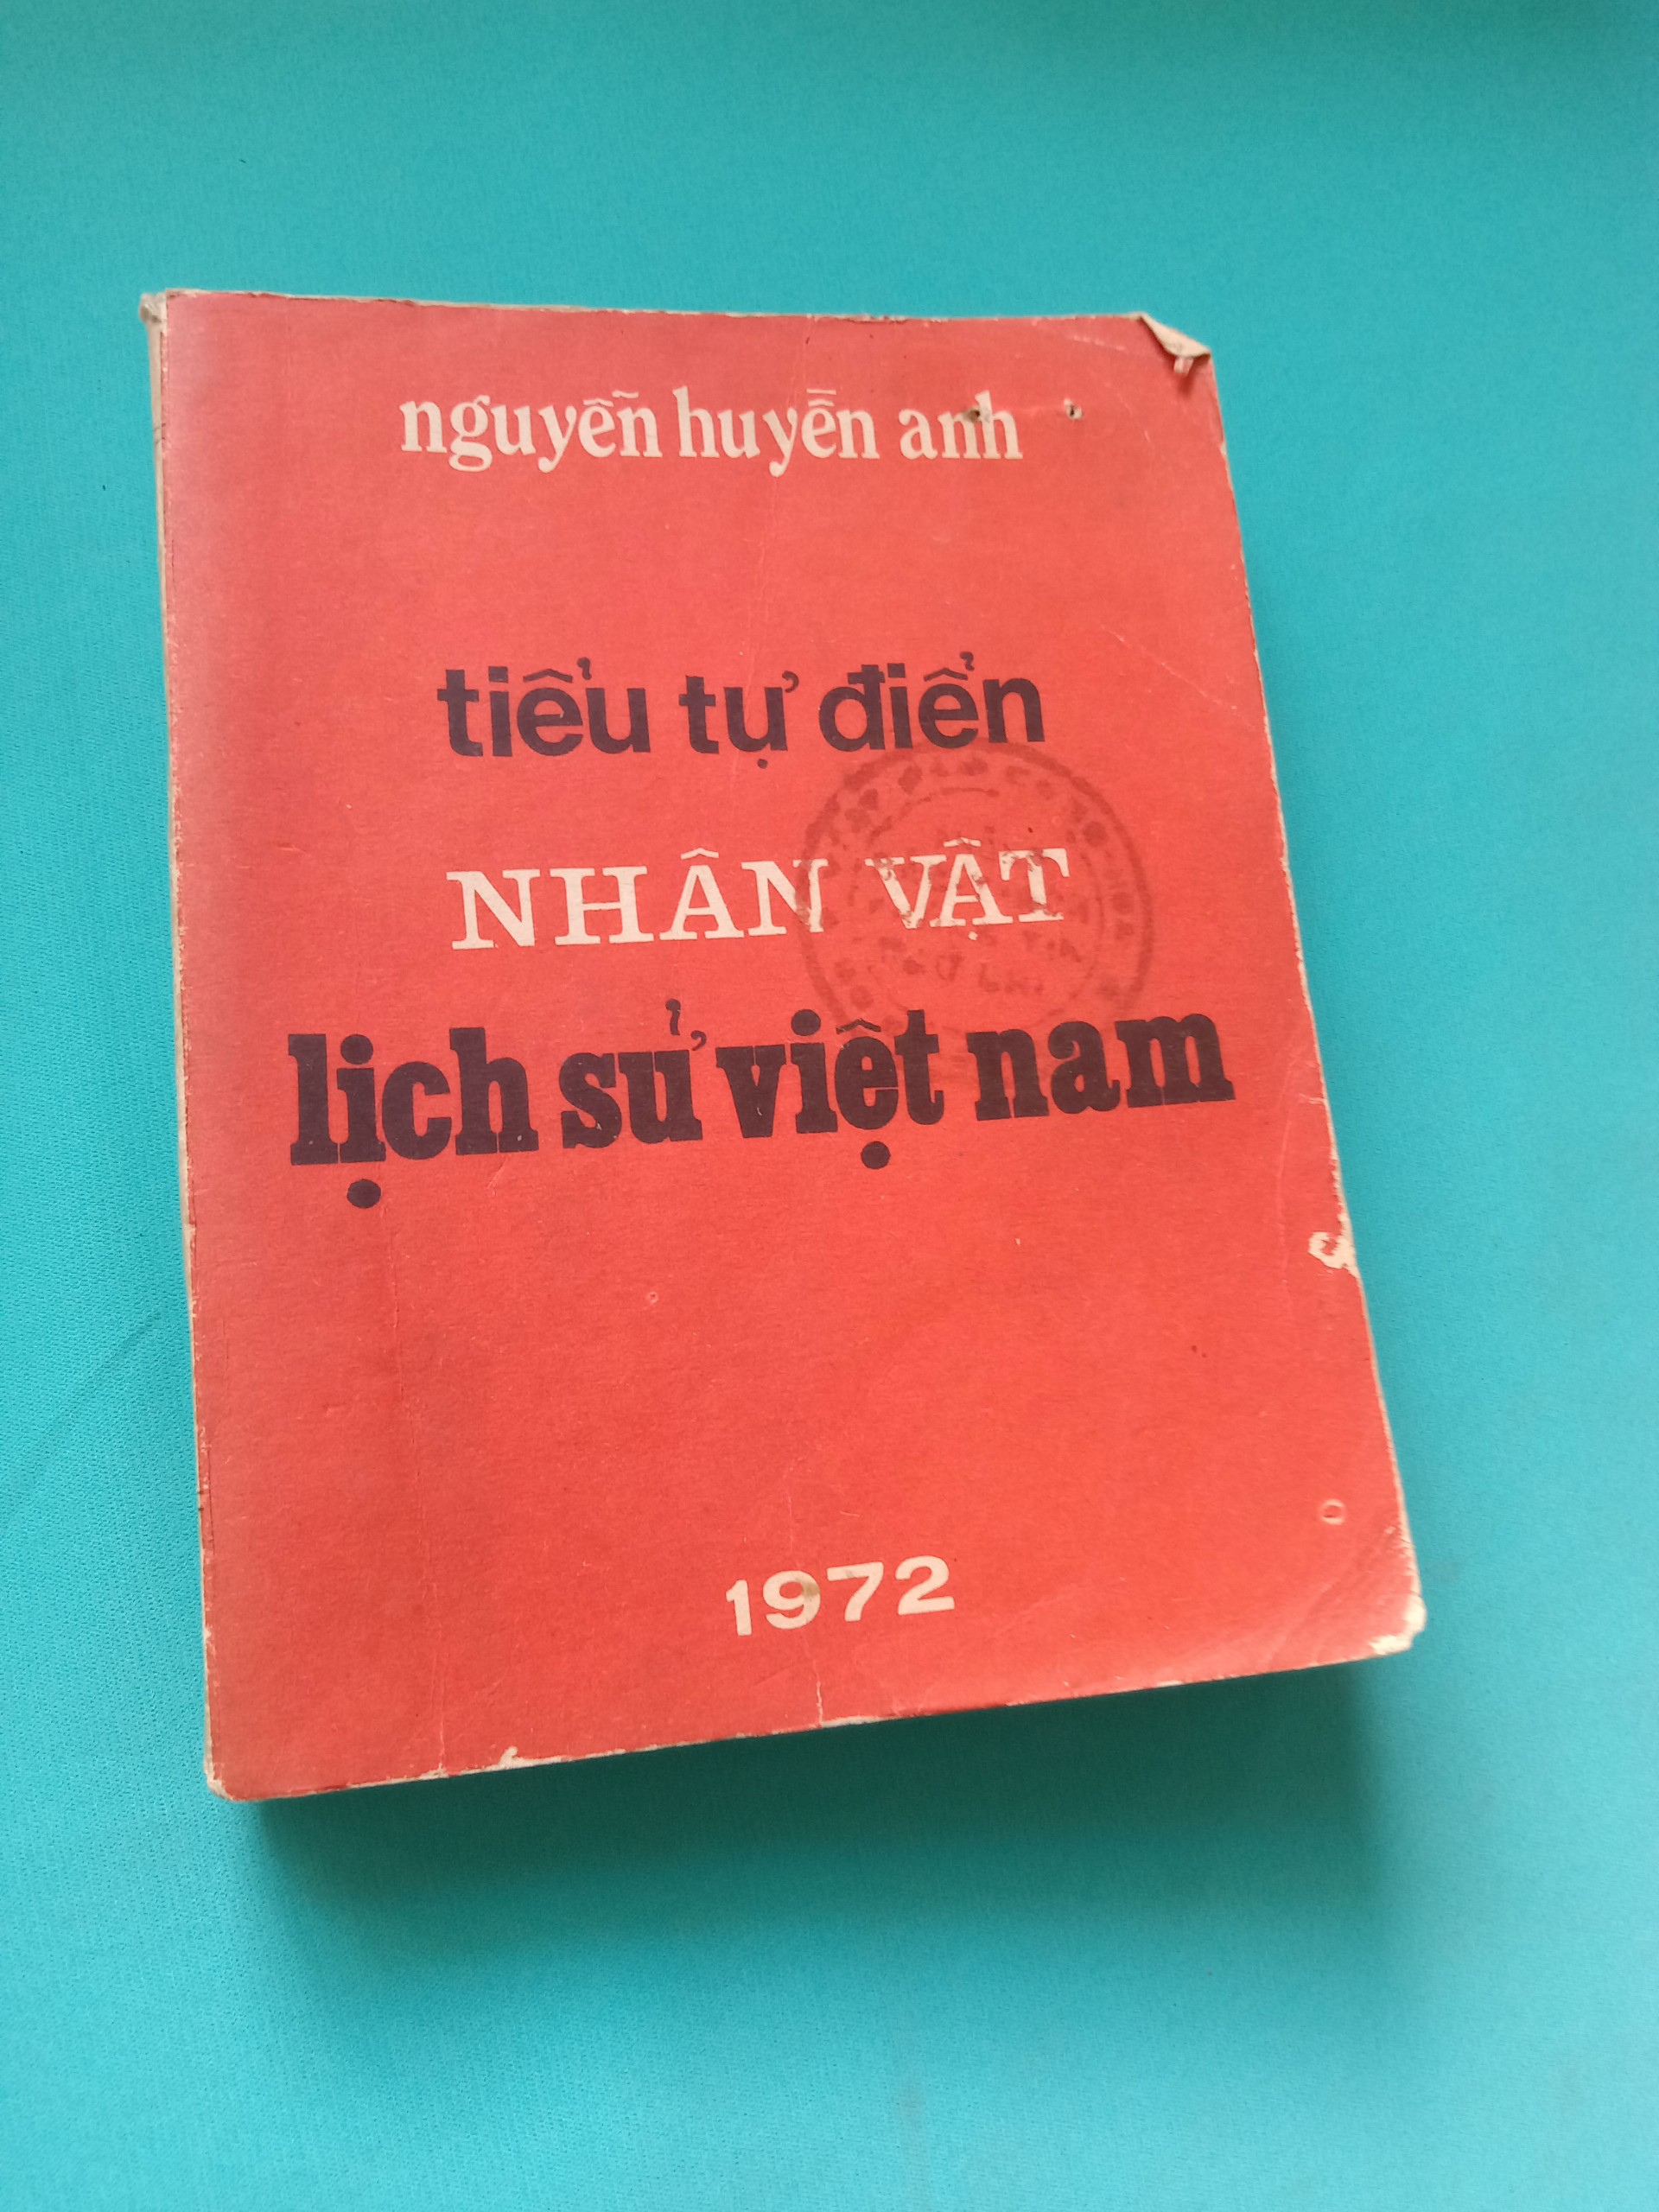 nguyễn huyền anh
tiểu tự điển
NHÂN VẬT
lịch sử việt nam
1972